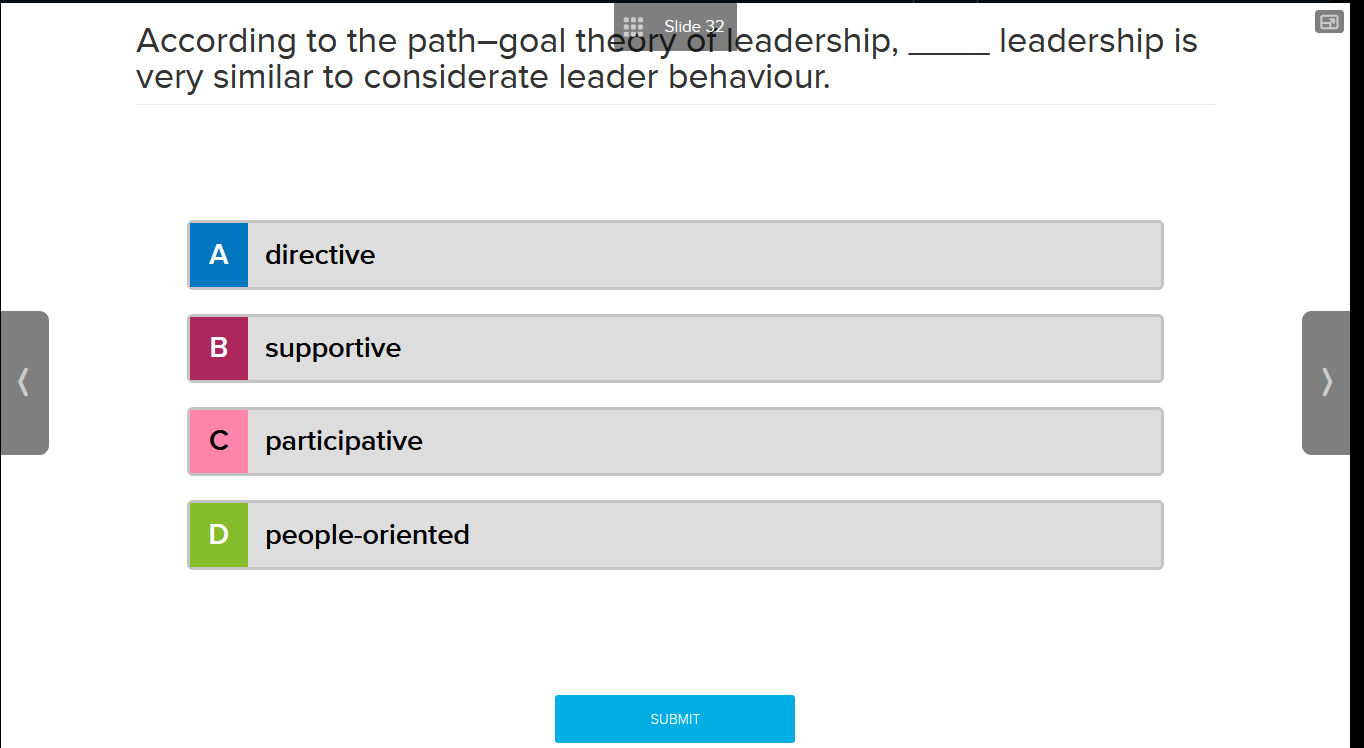 Slide 32
According to the path–goal theory of leadership, _____ leadership is
very similar to considerate leader behaviour.
A directive
B supportive
C participative
D people-oriented
SUBMIT